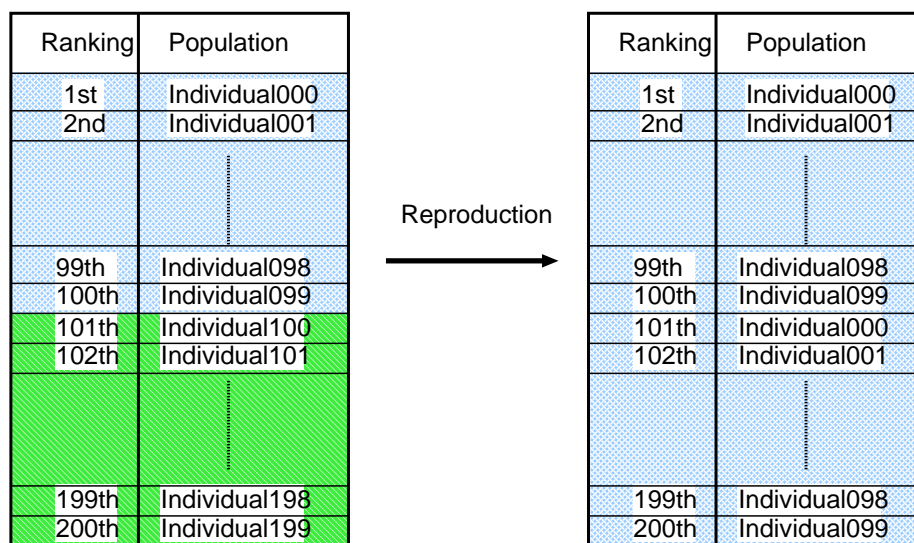 Ranking Population
1st Individual000
2nd Individual001
99th Individual098
100th Individual099
101th Individual100
102th Individual101
199th Individual198
200th Individual199
Reproduction
Ranking Population
1st Individual000
2nd Individual001
99th Individual098
100th Individual099
101th Individual000
102th Individual001
199th Individual098
200th Individual099